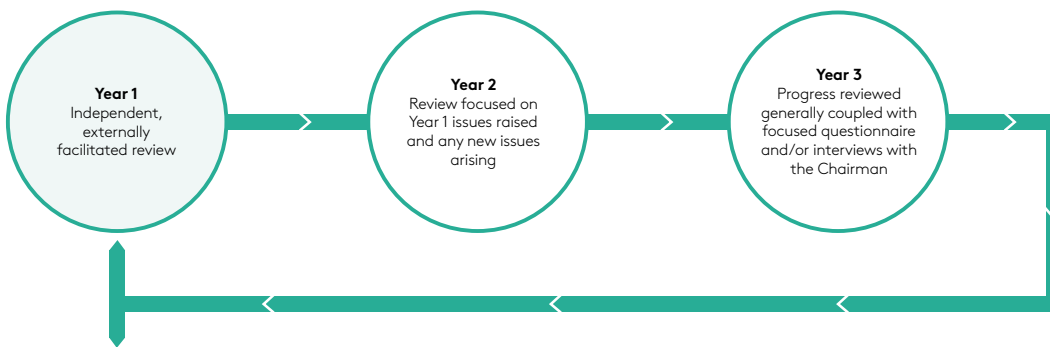 Year 1
Independent,
externally
facilitated review
Year 2
Review focused on
Year 1 issues raised
and any new issues
arising
Year 3
Progress reviewed
generally coupled with
focused questionnaire
and/or interviews with
the Chairman